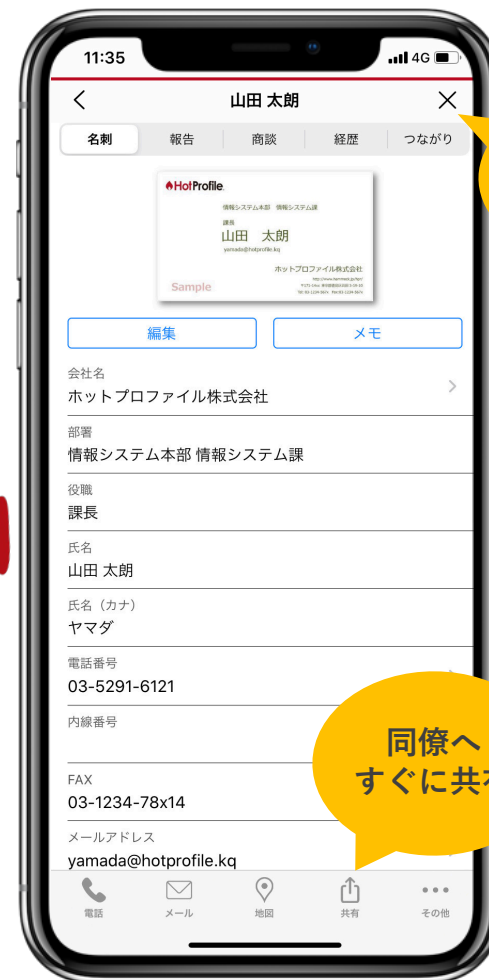 11:35
4G
山田 太朗
名刺 報告 商談 経歴 つながり
HotProfile
情報システム本部 情報システム課
課長
山田 太朗
yamada@hotprofile.kq
ホットプロファイル株式会社
Sample
編集 メモ
会社名
ホットプロファイル株式会社
部署
情報システム本部 情報システム課
役職
課長
氏名
山田 太朗
氏名（カナ）
ヤマダ
電話番号
03-5291-6121
内線番号
同僚へ
すぐに共有
FAX
03-1234-78x14
メールアドレス
yamada@hotprofile.kq
電話 メール 地図 共有 その他